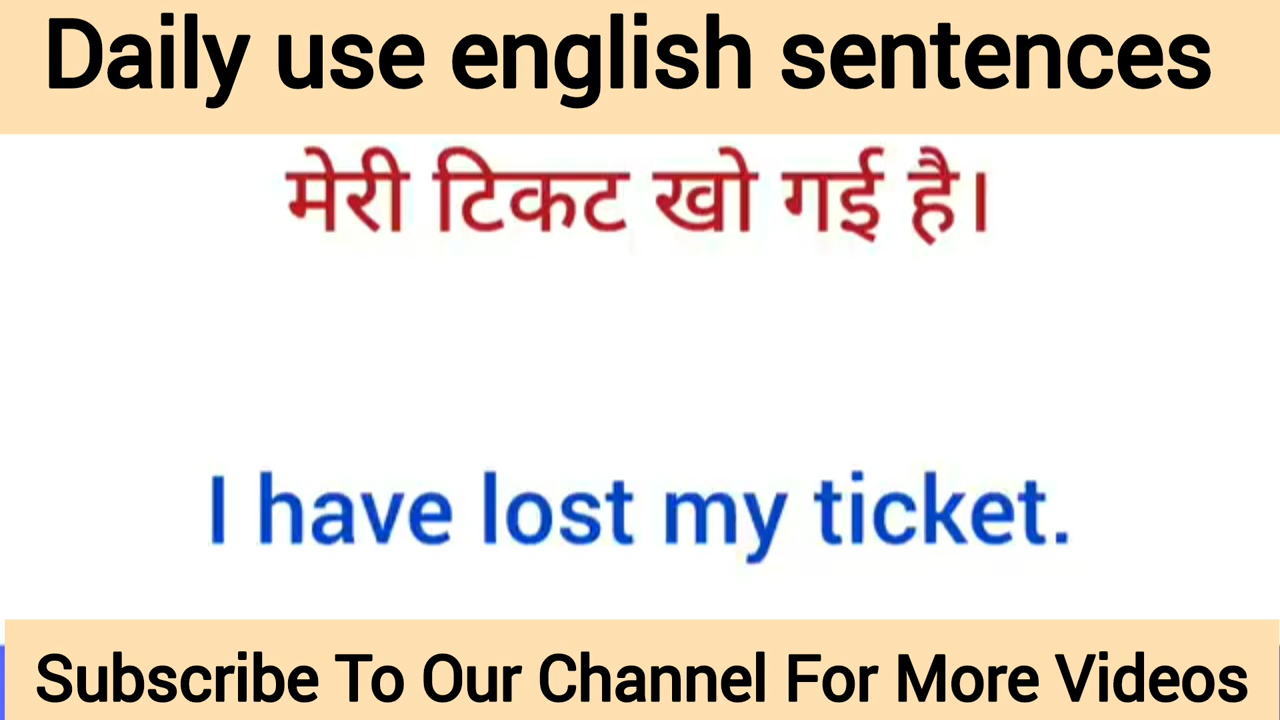 Daily use english sentences
मेरी टिकट खो गई है।
I have lost my ticket.
Subscribe To Our Channel For More Videos